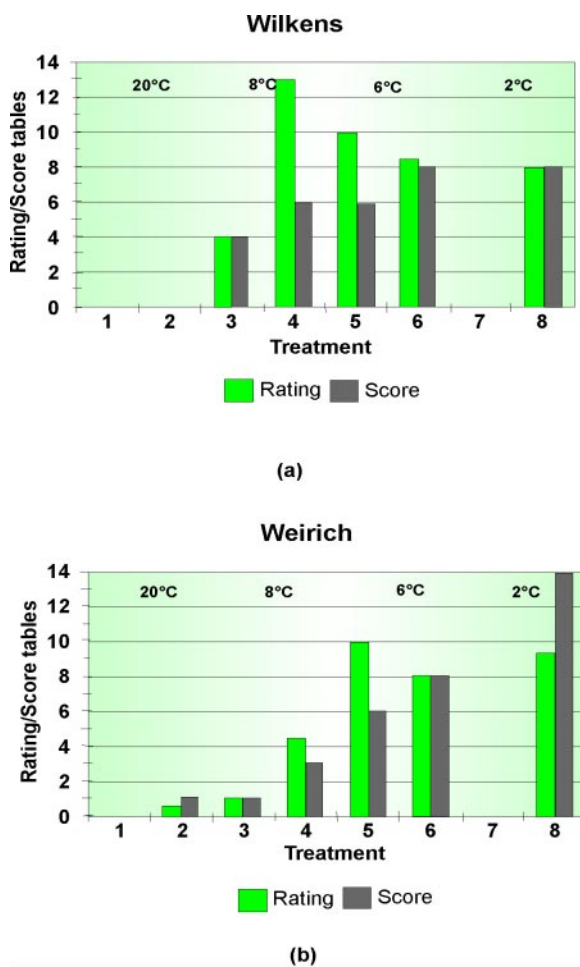 Wilkens
14
20°C 8°C 6°C 2°C
12
10
8
6
4
2
0
Rating/Score tables
1 2 3 4 5 6 7 8
Treatment
Rating Score
(a)
Weirich
14
20°C 8°C 6°C 2°C
12
10
8
6
4
2
0
Rating/Score tables
1 2 3 4 5 6 7 8
Treatment
Rating Score
(b)